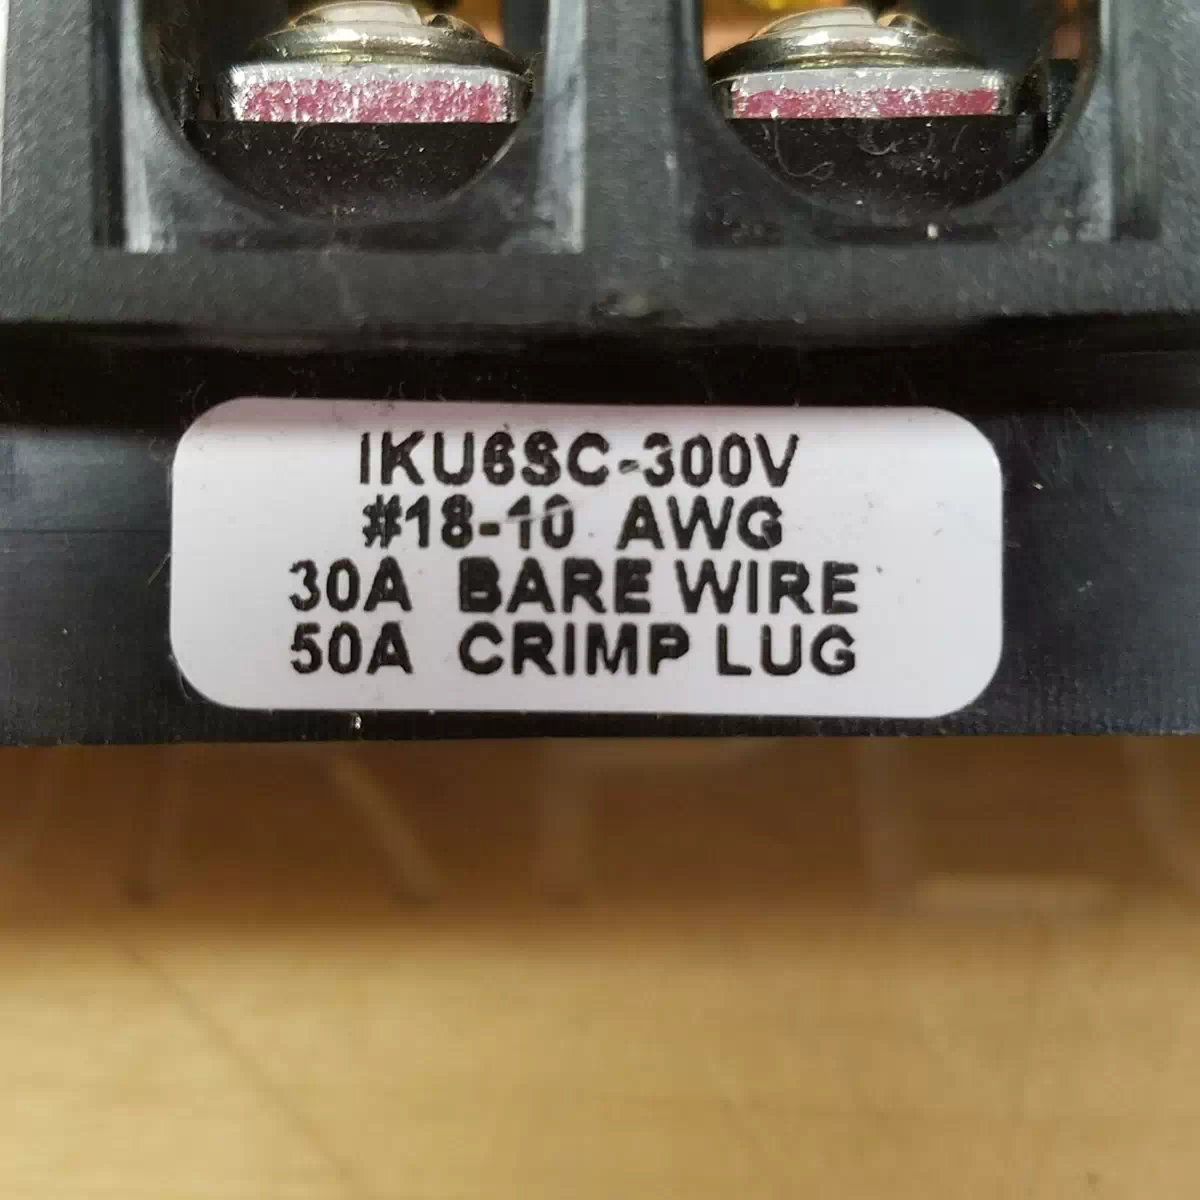 IKU6SC-300V
#18-10 AWG
30A BARE WIRE
50A CRIMP LUG